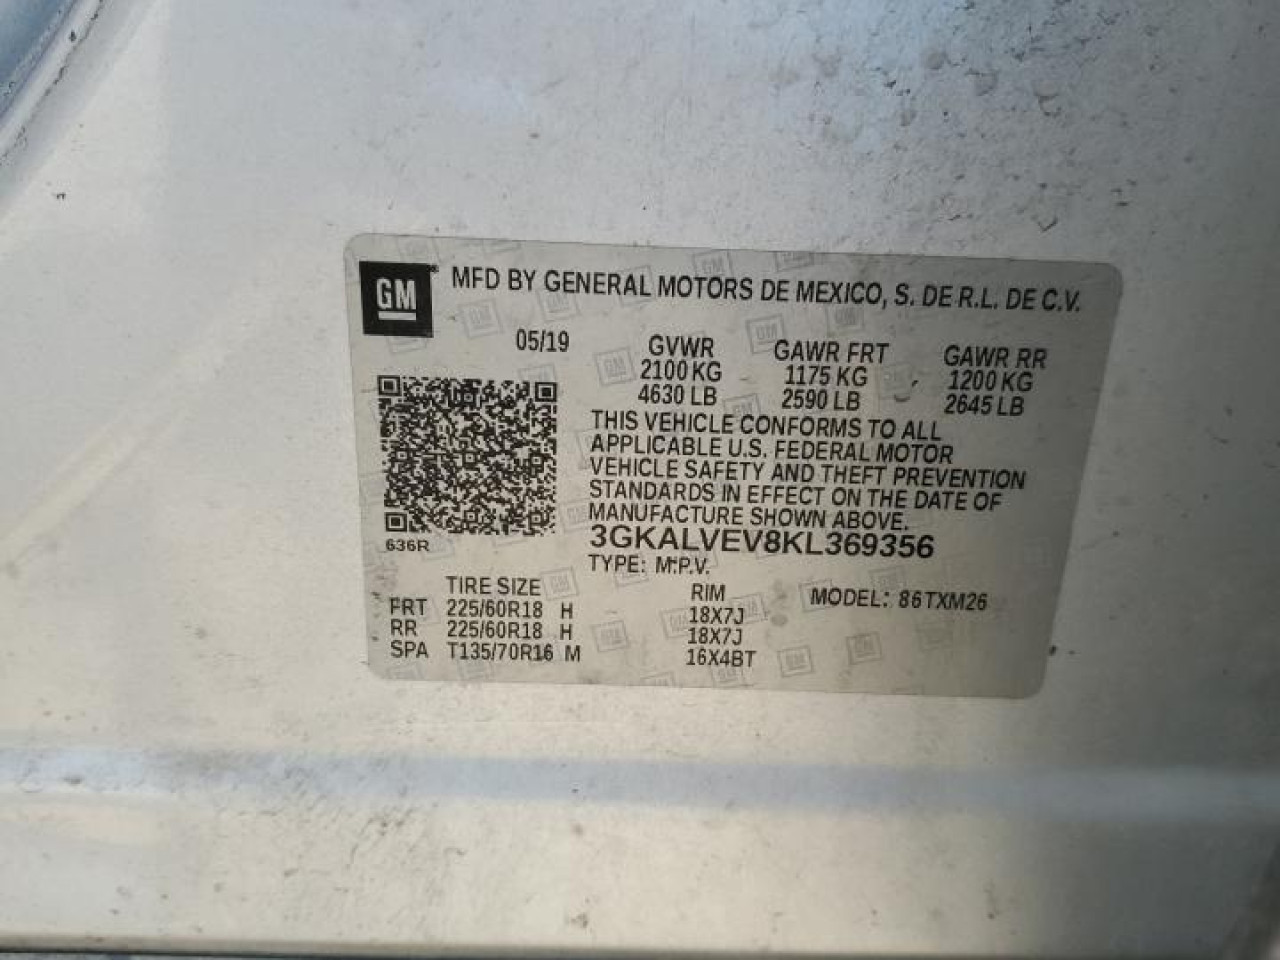 GM MFD BY GENERAL MOTORS DE MEXICO, S. DE R.L. DE C.V.
05/19 GVWR GAWR FRT GAWR RR
2100 KG 1175 KG 1200 KG
4630 LB 2590 LB 2645 LB
THIS VEHICLE CONFORMS TO ALL
APPLICABLE U.S. FEDERAL MOTOR
VEHICLE SAFETY AND THEFT PREVENTION
STANDARDS IN EFFECT ON THE DATE OF
MANUFACTURE SHOWN ABOVE.
636R
3GKALVEV8KL369356
TYPE: M.P.V.
TIRE SIZE RIM MODEL: 86TXM26
FRT 225/60R18 H 18X7J
RR 225/60R18 H 18X7J
SPA T135/70R16 M 16X4BT